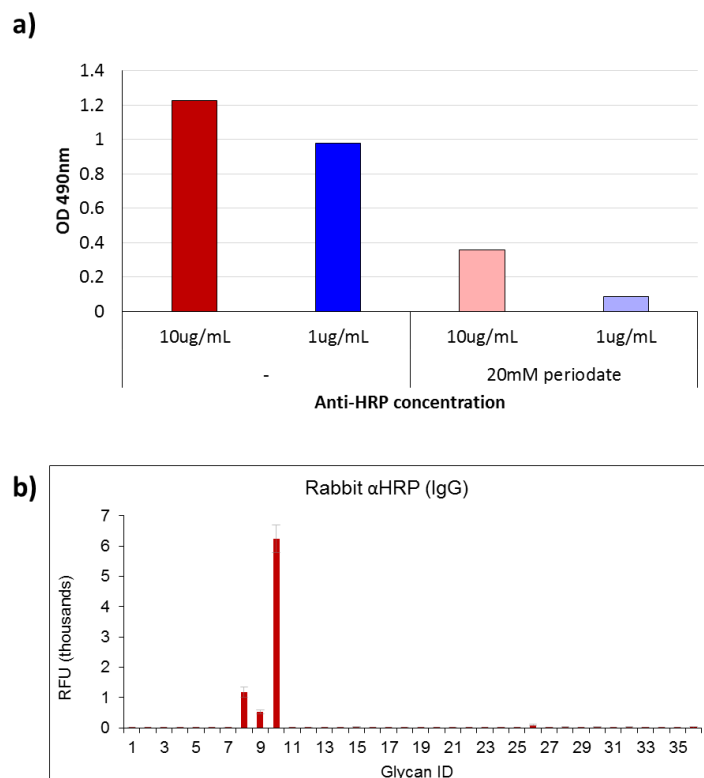 a)
1.4
1.2
1
0.8
0.6
0.4
0.2
0
OD 490nm
10ug/mL 1ug/mL 10ug/mL 1ug/mL
- 20mM periodate
Anti-HRP concentration
b)
Rabbit αHRP (IgG)
7
6
5
4
3
2
1
0
RFU (thousands)
1 3 5 7 9 11 13 15 17 19 21 23 25 27 29 31 33 35
Glycan ID